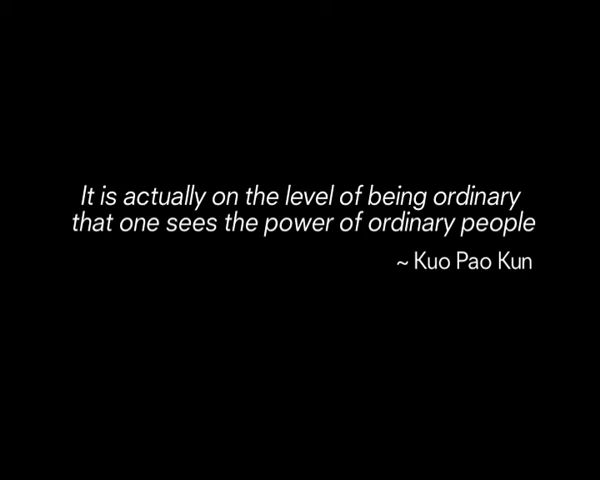 It is actually on the level of being ordinary
that one sees the power of ordinary people
~ Kuo Pao Kun